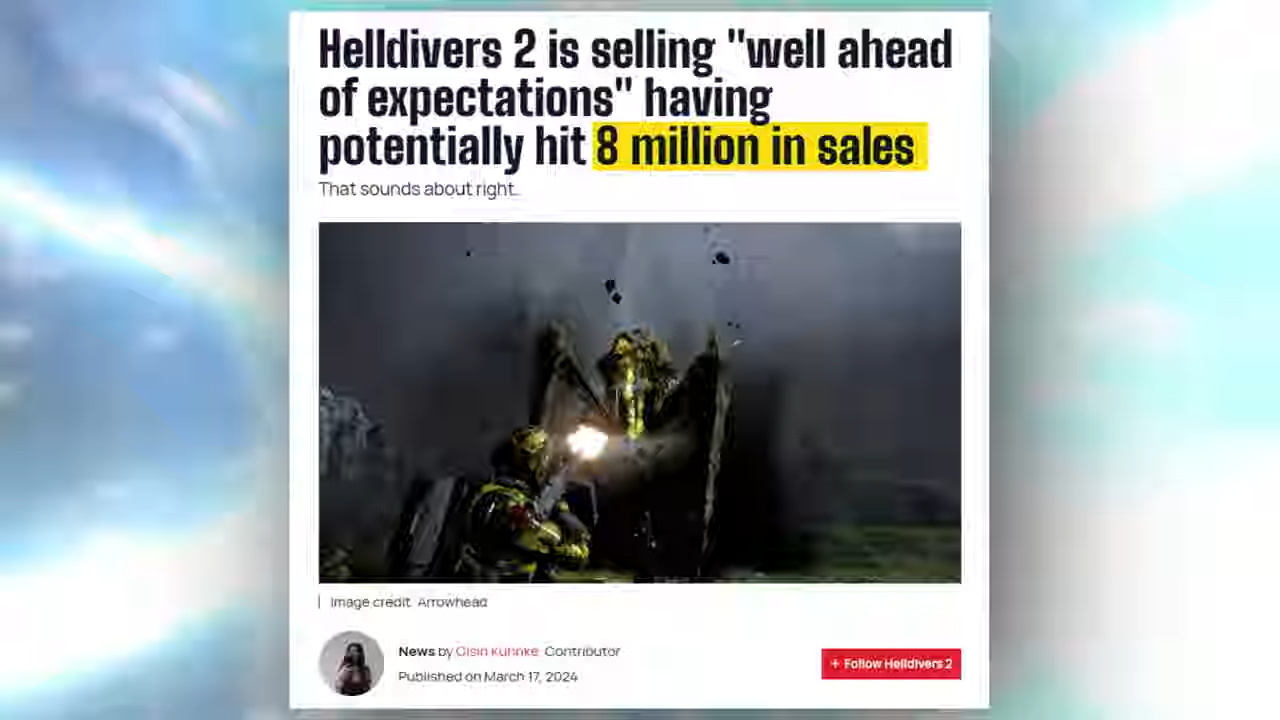 Helldivers 2 is selling "well ahead
of expectations" having
potentially hit 8 million in sales
That sounds about right.
Image credit: Arrowhead
News by Oisin Kuhnke Contributor
Published on March 17, 2024
+ Follow Helldivers 2